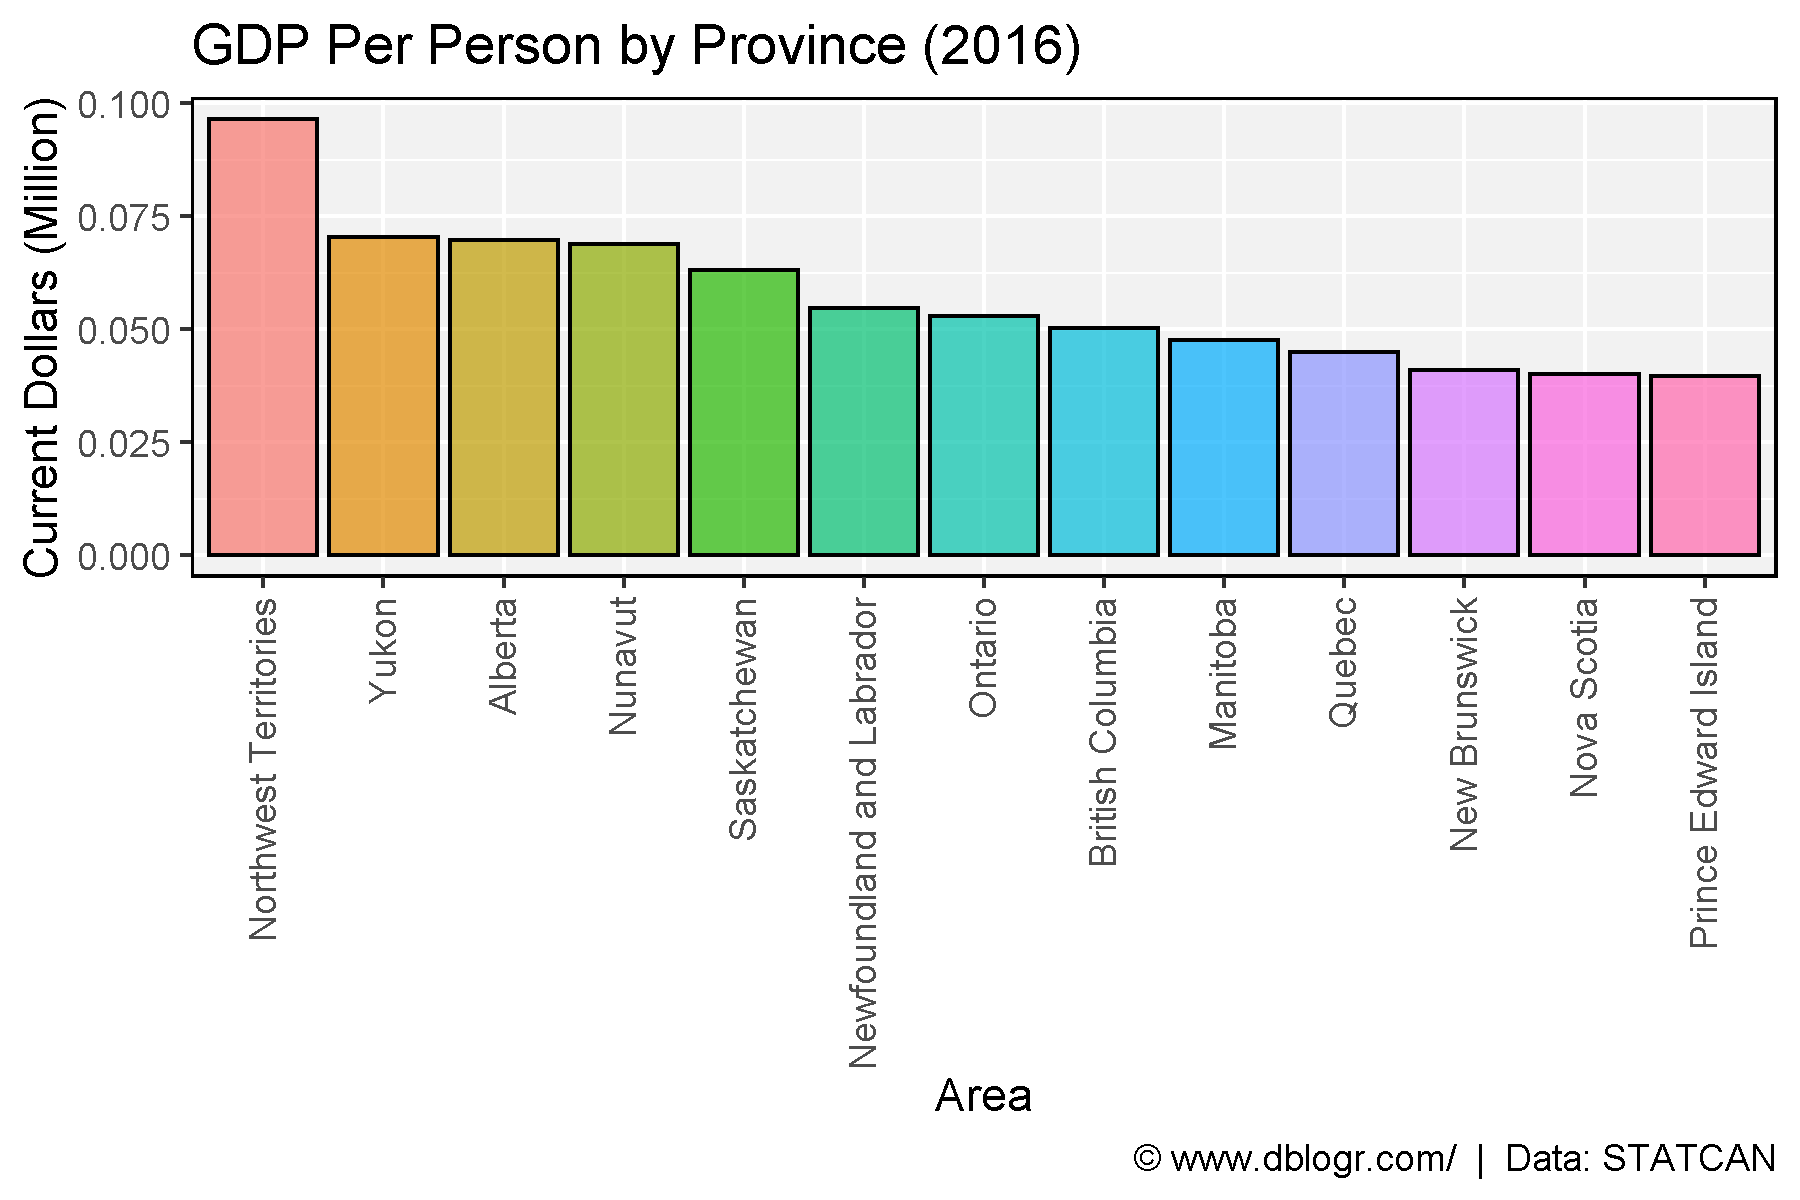 GDP Per Person by Province (2016)
Current Dollars (Million)
0.100
0.075
0.050
0.025
0.000
Northwest Territories
Yukon
Alberta
Nunavut
Saskatchewan
Newfoundland and Labrador
Ontario
British Columbia
Manitoba
Quebec
New Brunswick
Nova Scotia
Prince Edward Island
Area
© www.dblogr.com/ | Data: STATCAN